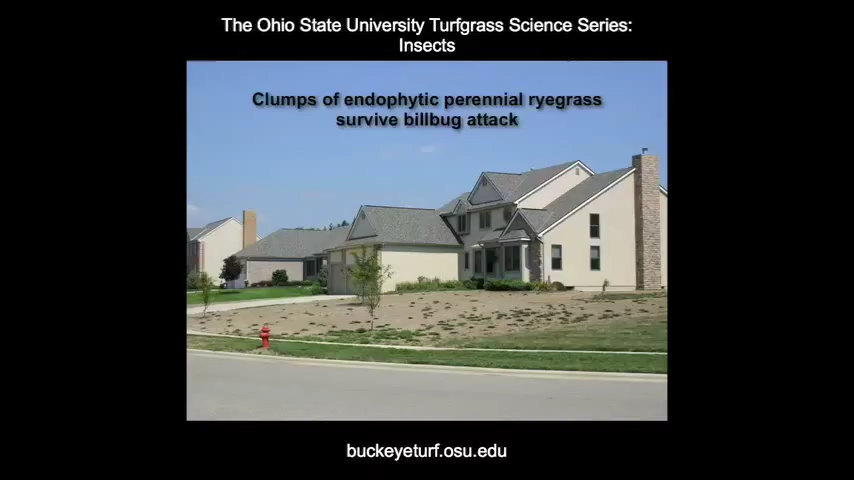 The Ohio State University Turfgrass Science Series:
Insects
Clumps of endophytic perennial ryegrass
survive billbug attack
buckeyeturf.osu.edu